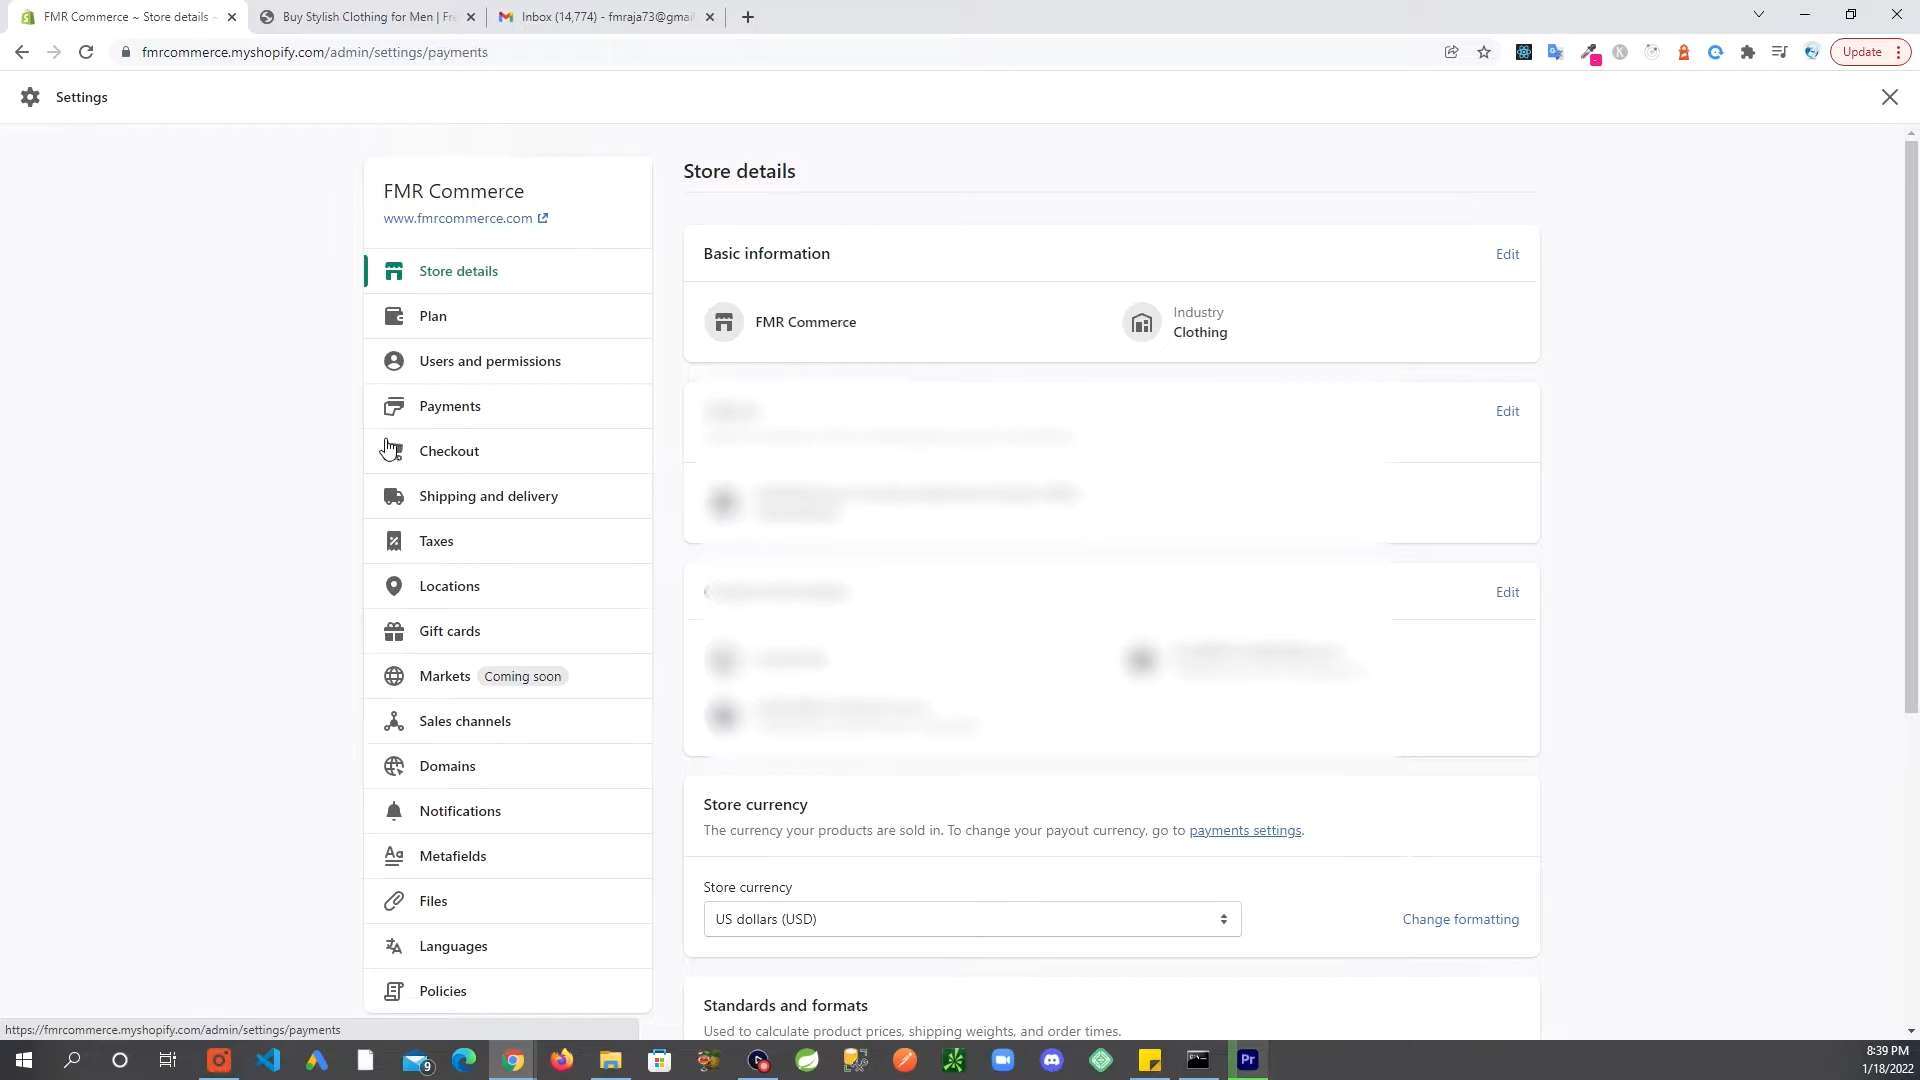 FMR Commerce ~ Store details ~
Buy Stylish Clothing for Men | Fre
Inbox (14,774) - fmraja73@gmail
fmrcommerce.myshopify.com/admin/settings/payments
Update
Settings
FMR Commerce
www.fmrcommerce.com
Store details
Plan
Users and permissions
Payments
Checkout
Shipping and delivery
Taxes
Locations
Gift cards
Markets Coming soon
Sales channels
Domains
Notifications
Metafields
Files
Languages
Policies
Store details
Basic information Edit
FMR Commerce
Industry
Clothing
Edit
Edit
Store currency
The currency your products are sold in. To change your payout currency, go to payments settings.
Store currency
US dollars (USD)
Change formatting
Standards and formats
Used to calculate product prices, shipping weights, and order times.
https://fmrcommerce.myshopify.com/admin/settings/payments
9
Pr
8:39 PM
1/18/2022